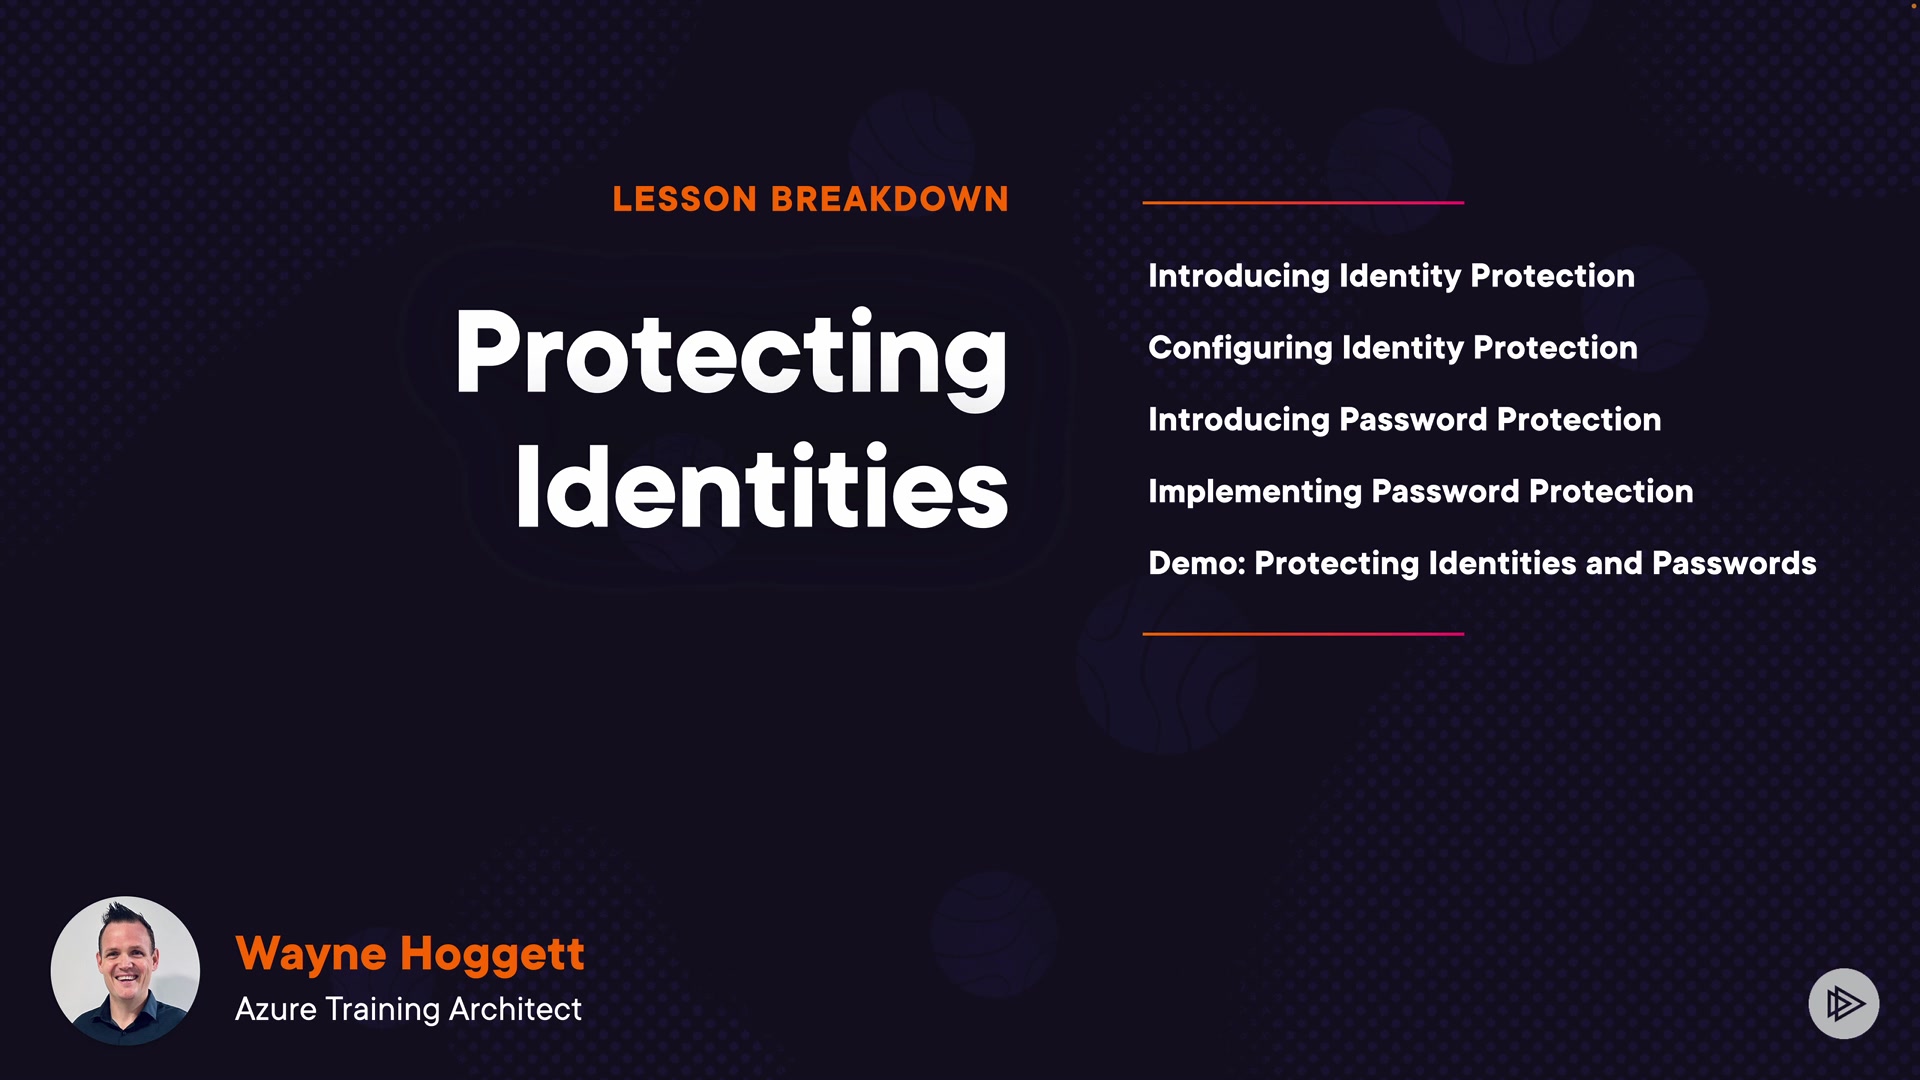 LESSON BREAKDOWN
Protecting
Identities
Introducing Identity Protection
Configuring Identity Protection
Introducing Password Protection
Implementing Password Protection
Demo: Protecting Identities and Passwords
Wayne Hoggett
Azure Training Architect